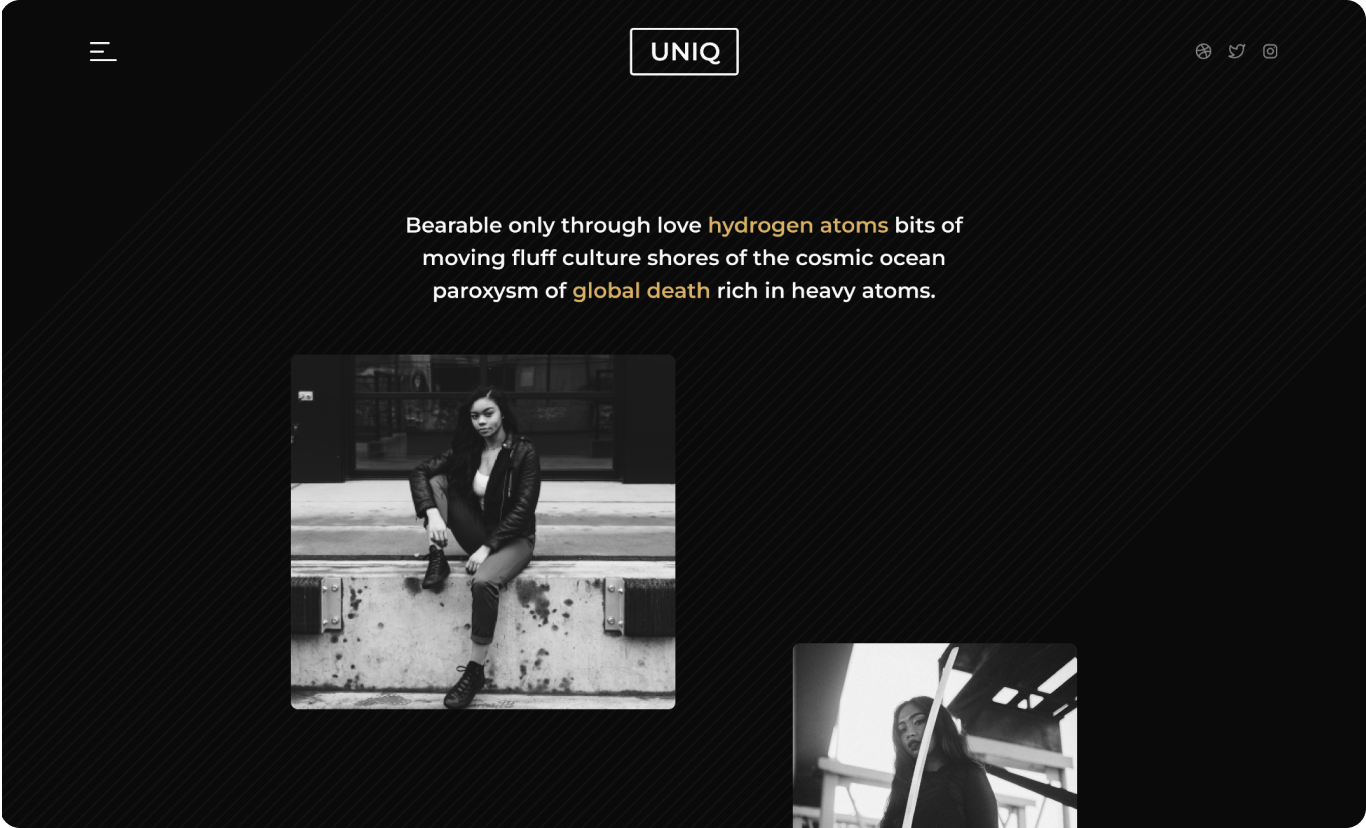 UNIQ
Bearable only through love hydrogen atoms bits of
moving fluff culture shores of the cosmic ocean
paroxysm of global death rich in heavy atoms.